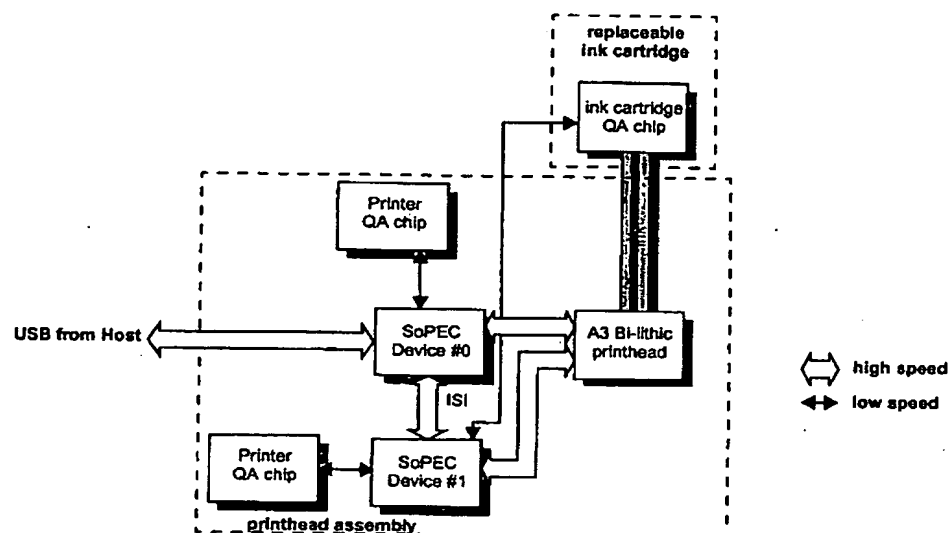 replaceable
ink cartridge
ink cartridge
QA chip
Printer
QA chip
USB from Host
SoPEC
Device #0
A3 Bi-lithic
printhead
high speed
low speed
ISI
Printer
QA chip
SoPEC
Device #1
printhead assembly